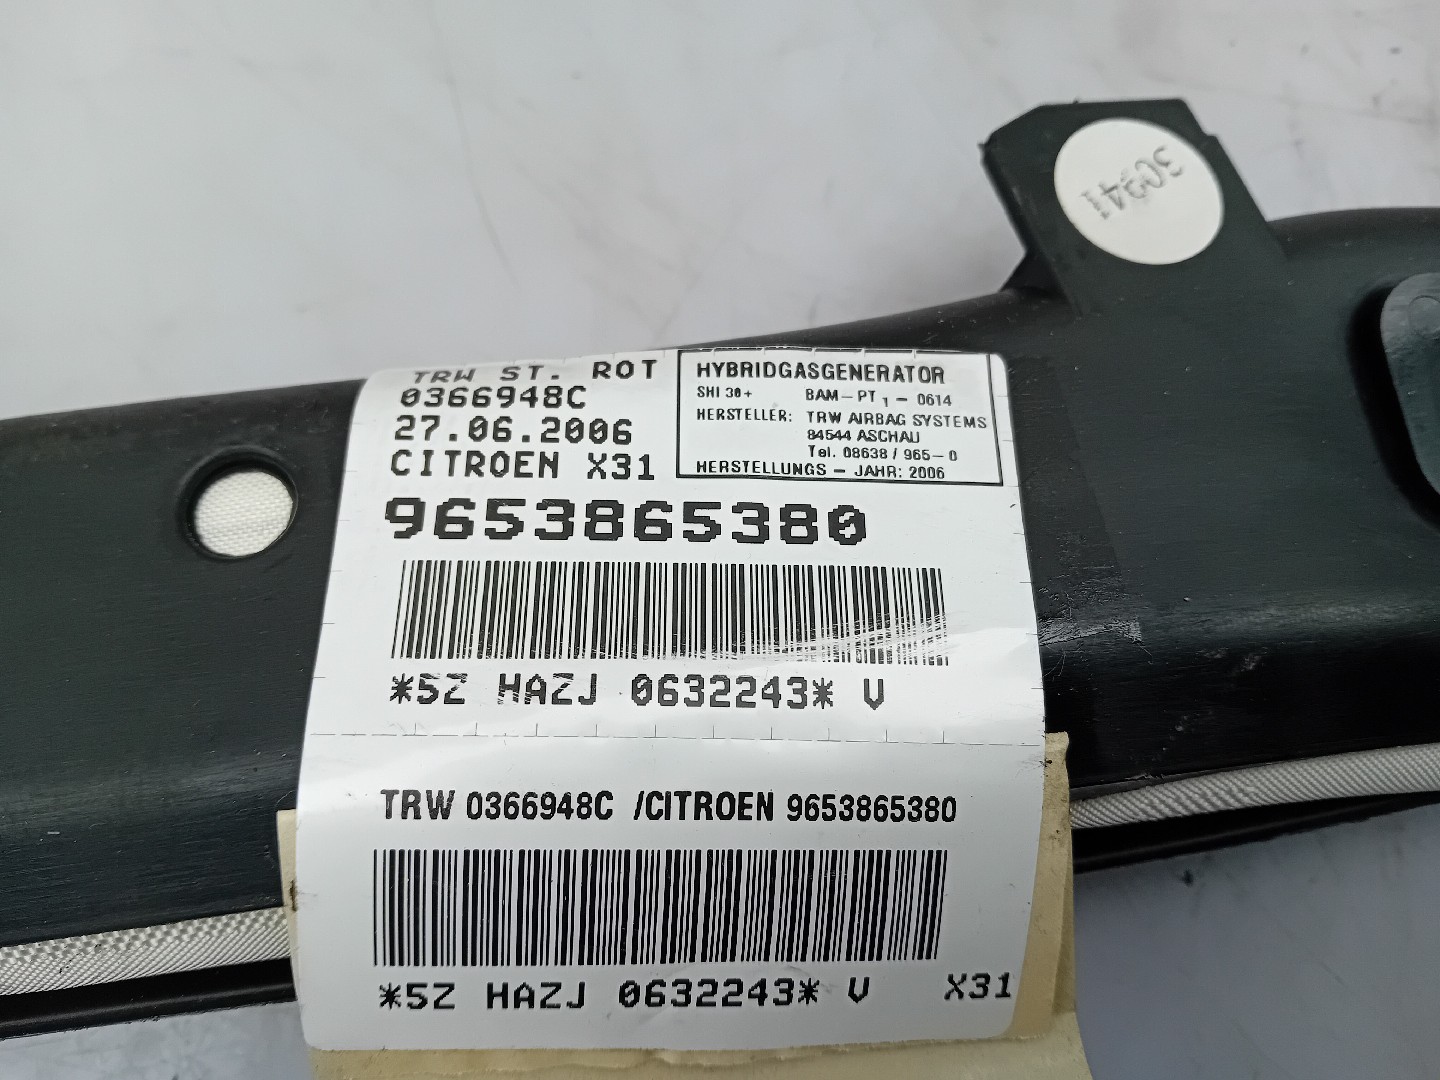 TRW ST. ROT
0366948C
27.06.2006
CITROEN X31
HYBRIDGASGENERATOR
SHI 30+ BAM-PT 1 - 0614
HERSTELLER: TRW AIRBAG SYSTEMS
84544 ASCHAU
Tel. 08638 / 965-0
HERSTELLUNGS - JAHR: 2006
9653865380
*5Z HAZJ 0632243* V
TRW 0366948C /CITROEN 9653865380
*5Z HAZJ 0632243* V X31